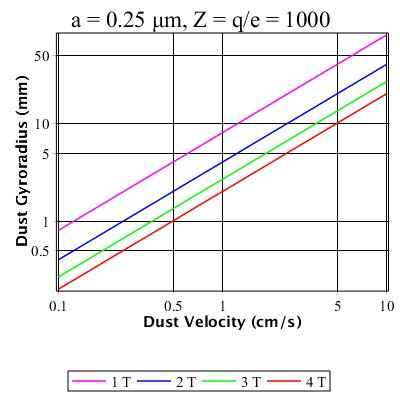 a = 0.25 μm, Z = q/e = 1000
Dust Gyroradius (mm)
50
10
5
1
0.5
0.1
0.5
1
5
10
Dust Velocity (cm/s)
1 T
2 T
3 T
4 T